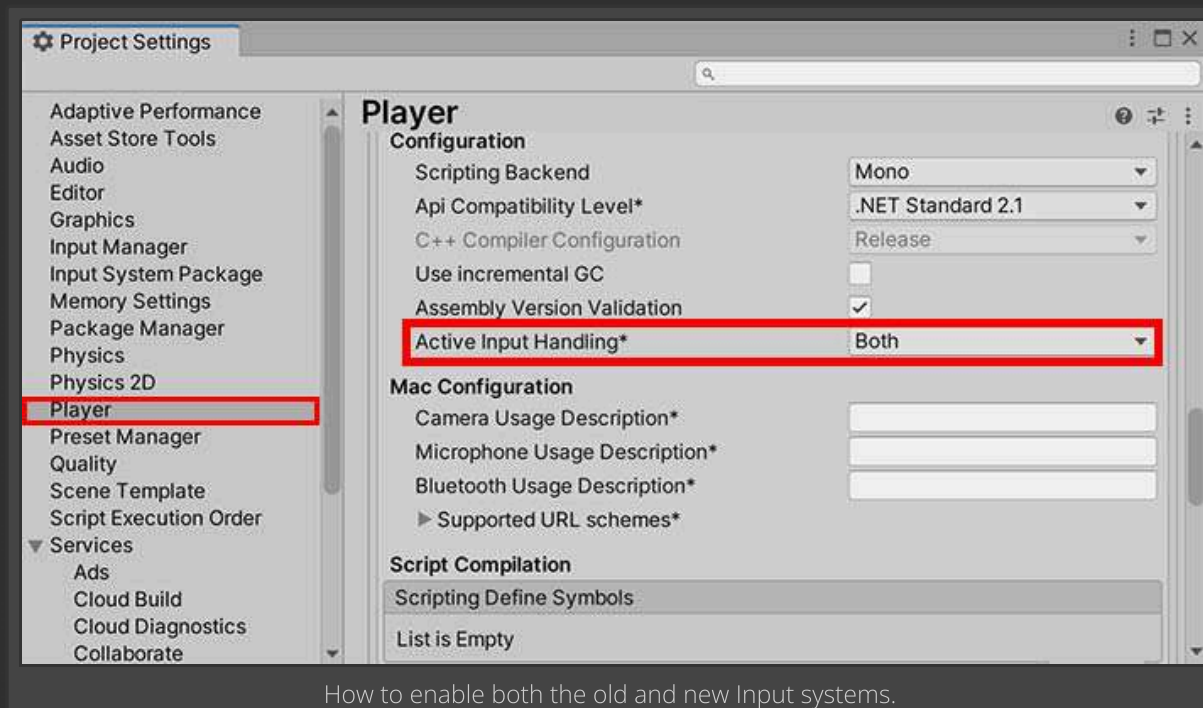 Project Settings
Adaptive Performance
Asset Store Tools
Audio
Editor
Graphics
Input Manager
Input System Package
Memory Settings
Package Manager
Physics
Physics 2D
Player
Preset Manager
Quality
Scene Template
Script Execution Order
Services
Ads
Cloud Build
Cloud Diagnostics
Collaborate
Player
Configuration
Scripting Backend Mono
Api Compatibility Level* .NET Standard 2.1
C++ Compiler Configuration Release
Use incremental GC
Assembly Version Validation
Active Input Handling* Both
Mac Configuration
Camera Usage Description*
Microphone Usage Description*
Bluetooth Usage Description*
Supported URL schemes*
Script Compilation
Scripting Define Symbols
List is Empty
How to enable both the old and new Input systems.